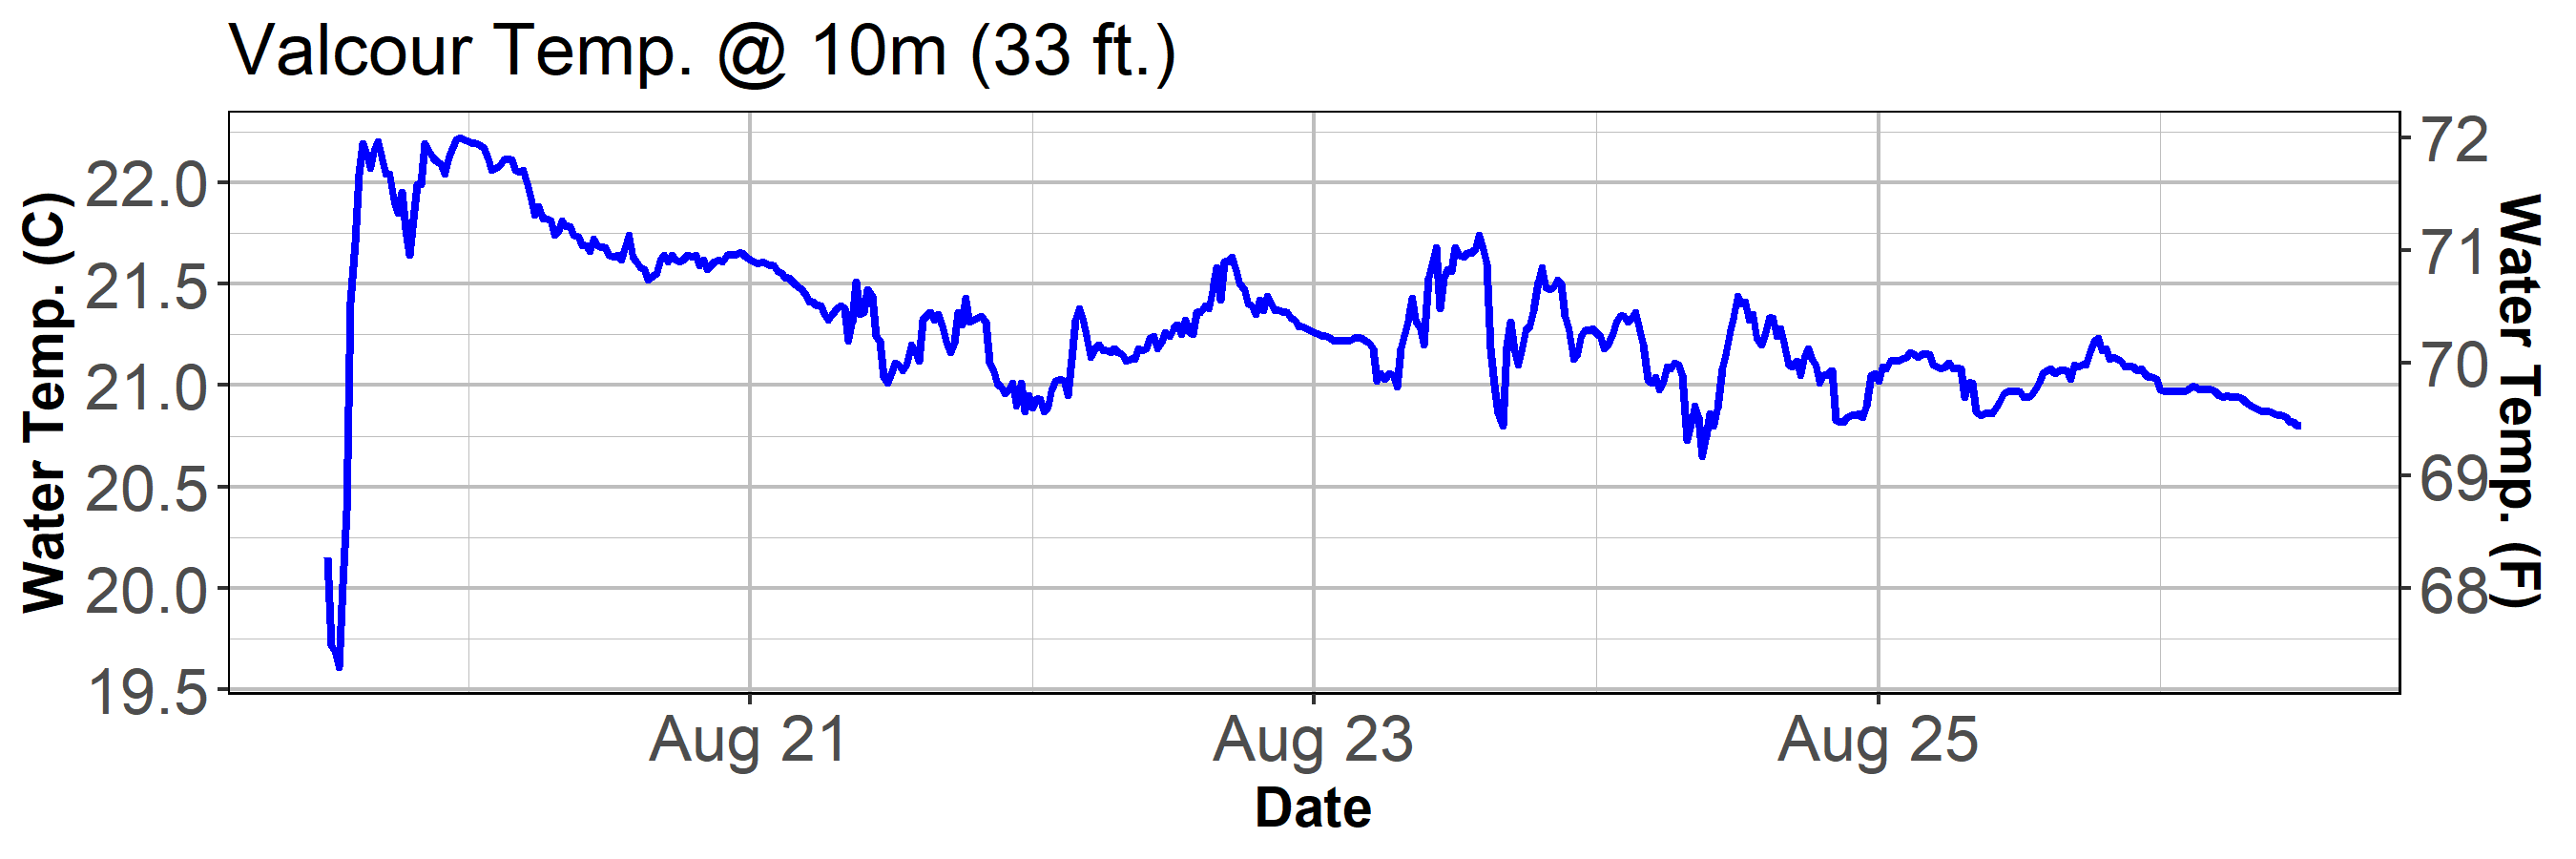 Valcour Temp. @ 10m (33 ft.)
Water Temp. (C)
22.0
21.5
21.0
20.5
20.0
19.5
72
71
70
69
68
Water Temp. (F)
Aug 21
Aug 23
Aug 25
Date